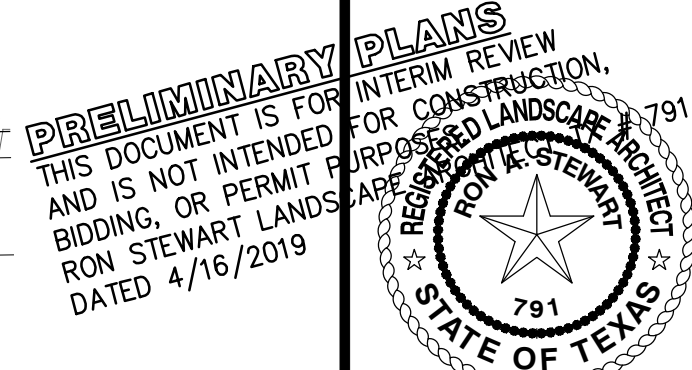 PRELIMINARY PLANS
THIS DOCUMENT IS FOR INTERIM REVIEW
AND IS NOT INTENDED FOR CONSTRUCTION,
BIDDING, OR PERMIT PURPOSES
RON STEWART LANDSCAPE ARCHITECT # 791
DATED 4/16/2019
REGISTERED LANDSCAPE ARCHITECT
RON A. STEWART
791
STATE OF TEXAS